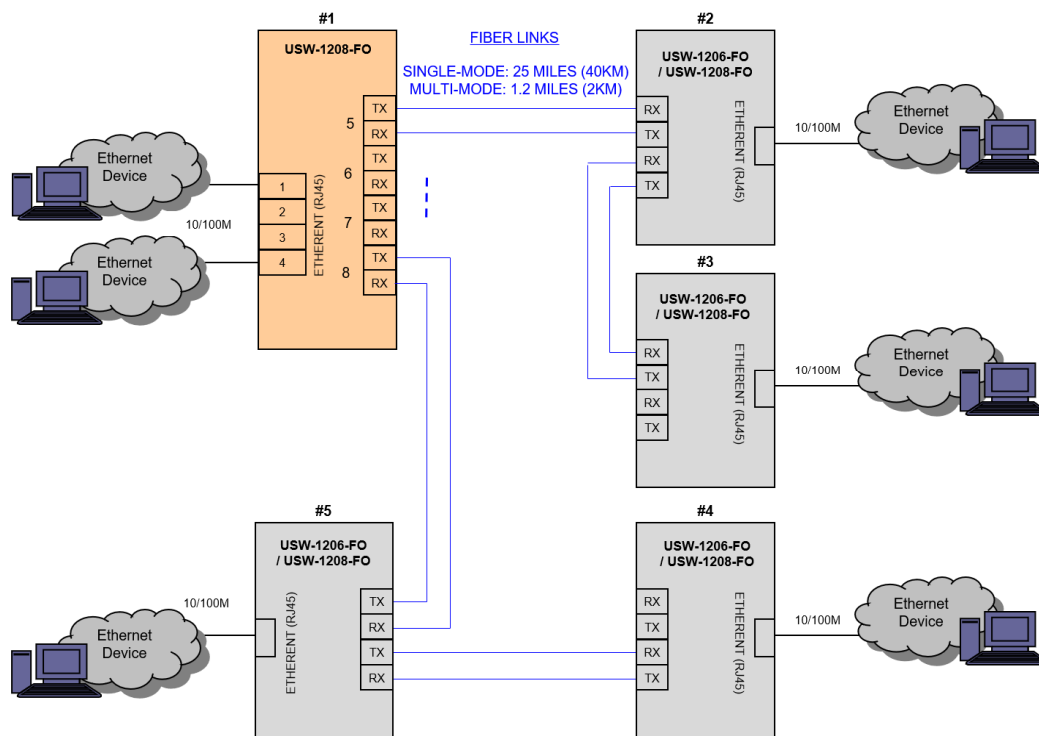 #1
USW-1208-FO
TX
5
RX
TX
6
RX
TX
7
RX
TX
8
RX
1
2
3
4
ETHERENT (RJ45)
Ethernet
Device
10/100M
Ethernet
Device
FIBER LINKS
SINGLE-MODE: 25 MILES (40KM)
MULTI-MODE: 1.2 MILES (2KM)
#2
USW-1206-FO
/ USW-1208-FO
RX
TX
RX
TX
ETHERENT (RJ45)
10/100M
Ethernet
Device
#3
USW-1206-FO
/ USW-1208-FO
RX
TX
RX
TX
ETHERENT (RJ45)
10/100M
Ethernet
Device
#5
USW-1206-FO
/ USW-1208-FO
10/100M
Ethernet
Device
ETHERENT (RJ45)
TX
RX
TX
RX
#4
USW-1206-FO
/ USW-1208-FO
RX
TX
RX
TX
ETHERENT (RJ45)
10/100M
Ethernet
Device